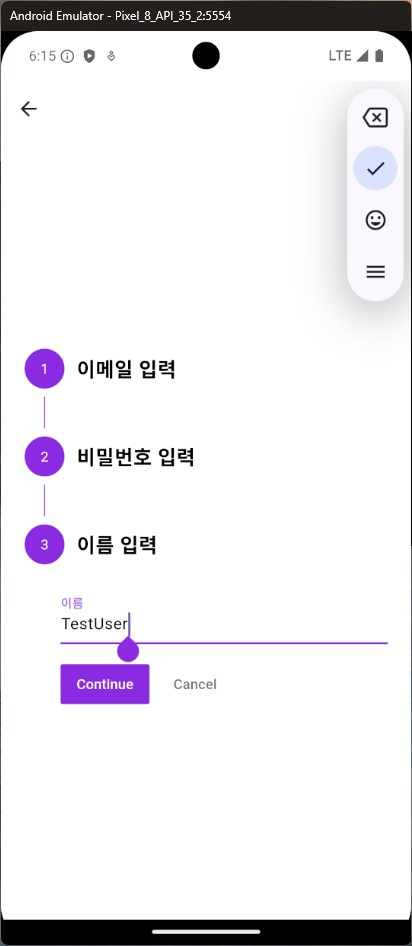 Android Emulator - Pixel_8_API_35_2:5554
6:15 LTE
1 이메일 입력
2 비밀번호 입력
3 이름 입력
이름
TestUser
Continue Cancel